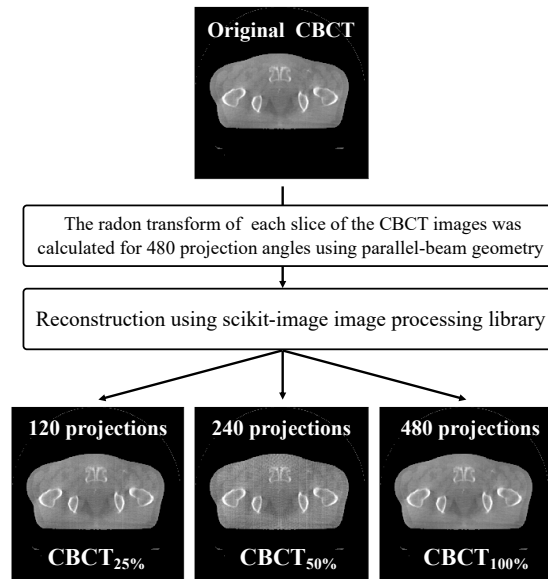 Original CBCT
The radon transform of each slice of the CBCT images was
calculated for 480 projection angles using parallel-beam geometry
Reconstruction using scikit-image image processing library
120 projections
240 projections
480 projections
CBCT25%
CBCT50%
CBCT100%